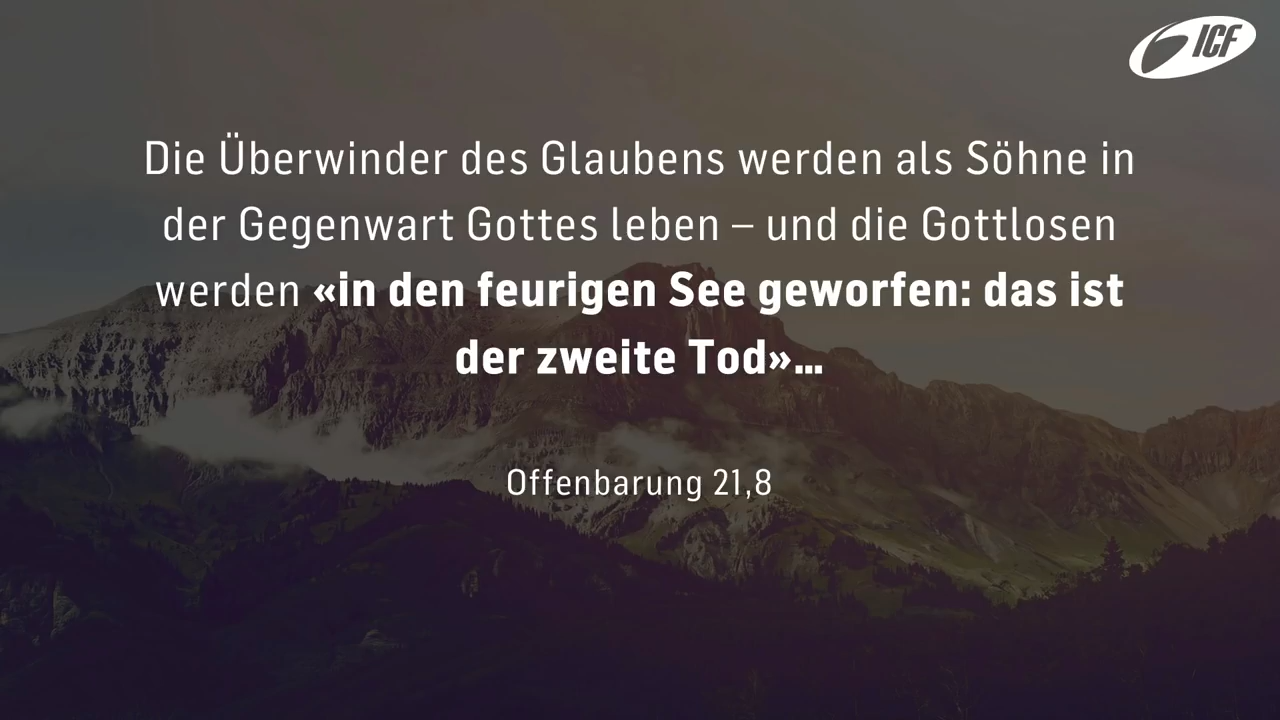 ICF
Die Überwinder des Glaubens werden als Söhne in
der Gegenwart Gottes leben – und die Gottlosen
werden «in den feurigen See geworfen: das ist
der zweite Tod»…
Offenbarung 21,8